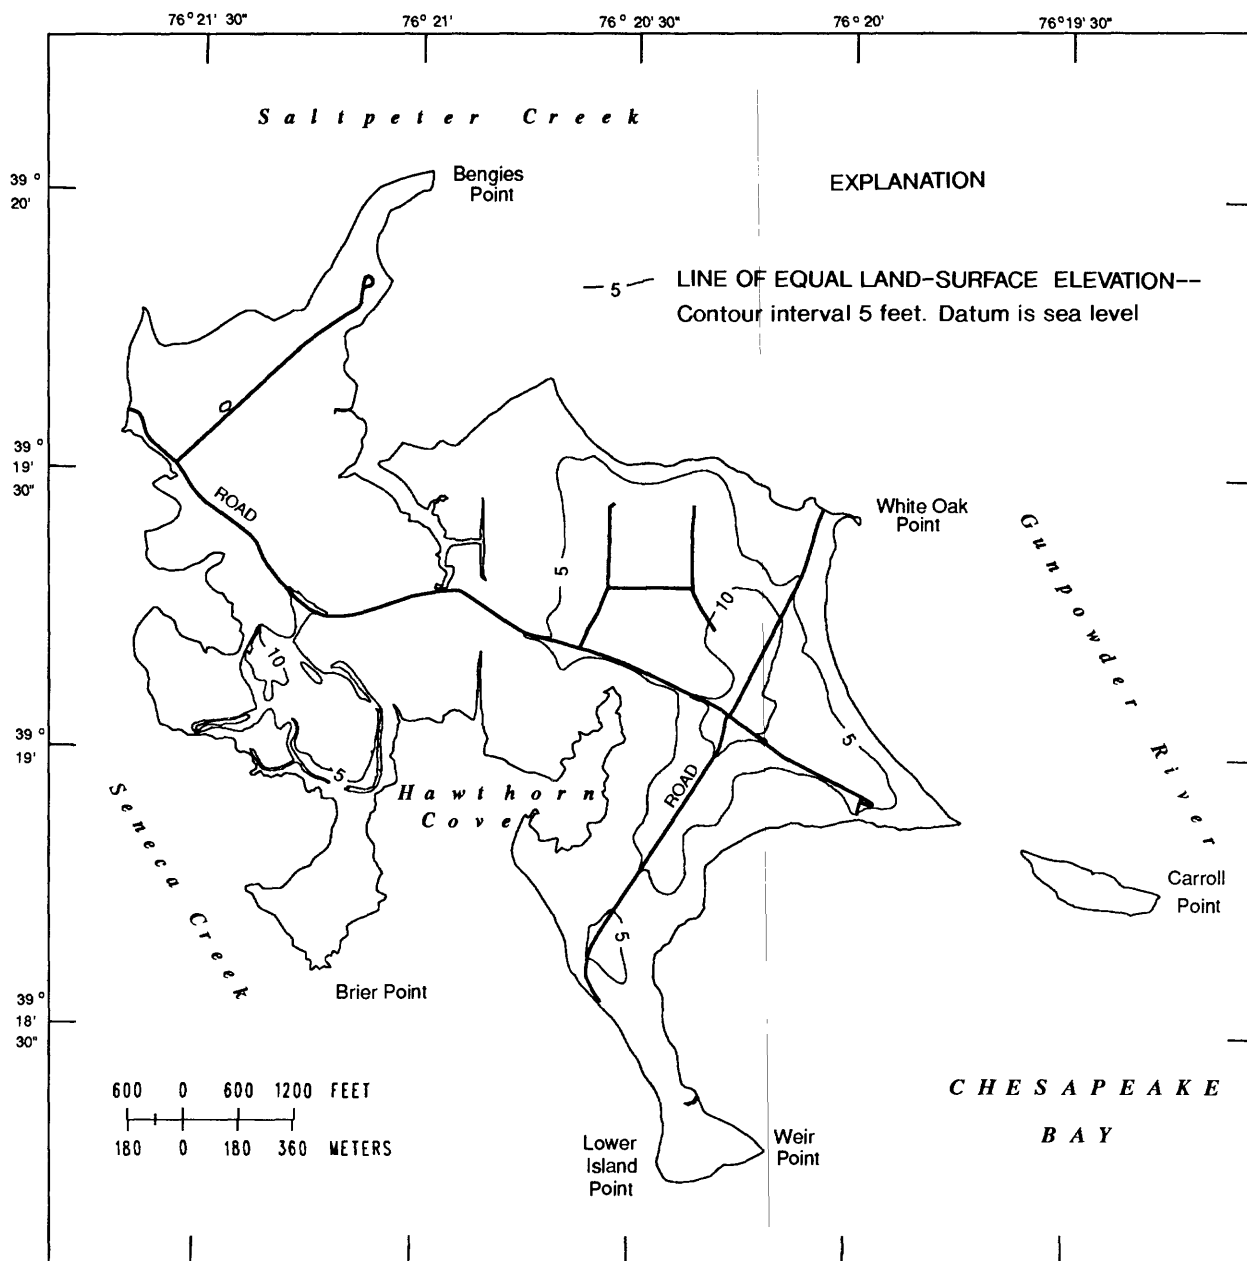 76° 21' 30"
76° 21'
76° 20' 30"
76° 20'
76° 19' 30"
Saltpeter Creek
Bengies
Point
39°
20'
EXPLANATION
— 5 — LINE OF EQUAL LAND-SURFACE ELEVATION--
Contour interval 5 feet. Datum is sea level
39°
19'
30"
ROAD
White Oak
Point
Gunpowder River
5
10
10
39°
19'
5
5
ROAD
Hawthorn
Cove
Seneca Creek
Carroll
Point
5
Brier Point
39°
18'
30"
600 0 600 1200 FEET
180 0 180 360 METERS
CHESAPEAKE
BAY
Lower
Island
Point
Weir
Point